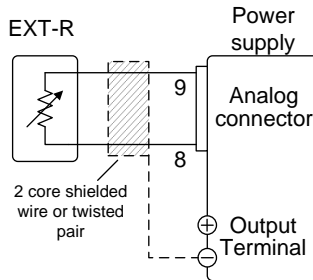 EXT-R
Power
supply
9
Analog
connector
8
2 core shielded
wire or twisted
pair
+
Output
Terminal
−